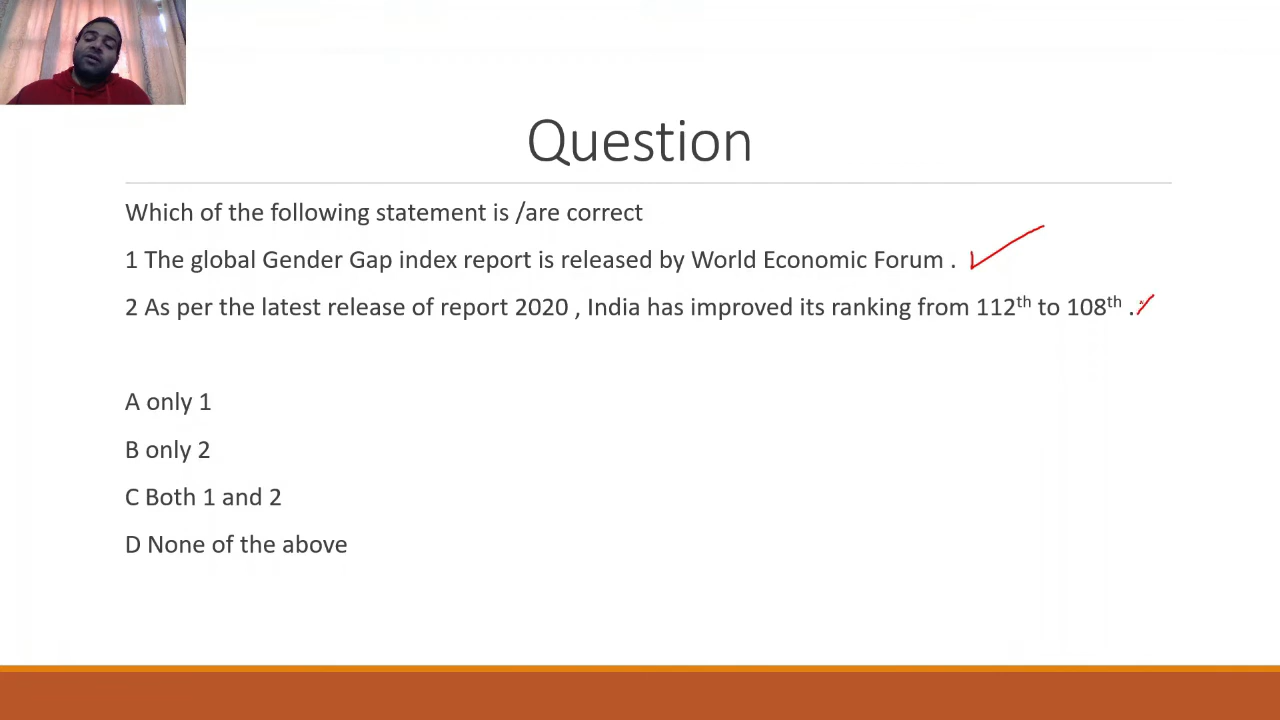 Question
Which of the following statement is /are correct
1 The global Gender Gap index report is released by World Economic Forum .
2 As per the latest release of report 2020 , India has improved its ranking from 112th to 108th .
A only 1
B only 2
C Both 1 and 2
D None of the above